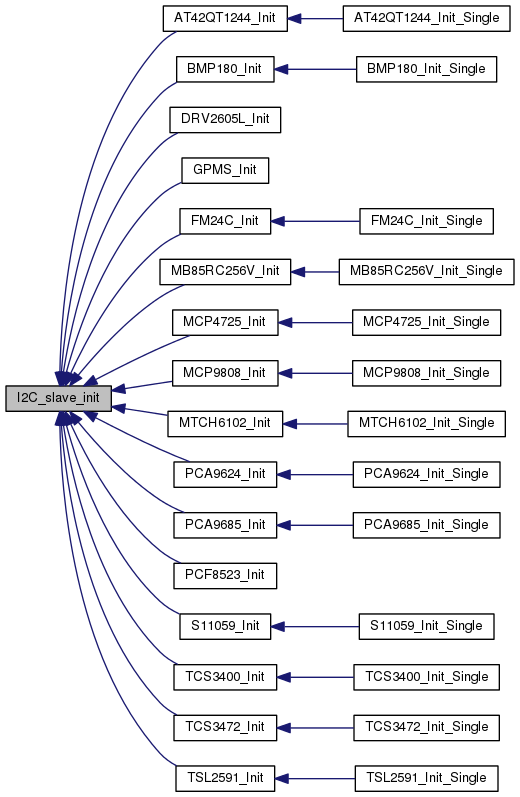 AT42QT1244_Init
AT42QT1244_Init_Single
BMP180_Init
BMP180_Init_Single
DRV2605L_Init
GPMS_Init
FM24C_Init
FM24C_Init_Single
MB85RC256V_Init
MB85RC256V_Init_Single
MCP4725_Init
MCP4725_Init_Single
MCP9808_Init
MCP9808_Init_Single
I2C_slave_init
MTCH6102_Init
MTCH6102_Init_Single
PCA9624_Init
PCA9624_Init_Single
PCA9685_Init
PCA9685_Init_Single
PCF8523_Init
S11059_Init
S11059_Init_Single
TCS3400_Init
TCS3400_Init_Single
TCS3472_Init
TCS3472_Init_Single
TSL2591_Init
TSL2591_Init_Single